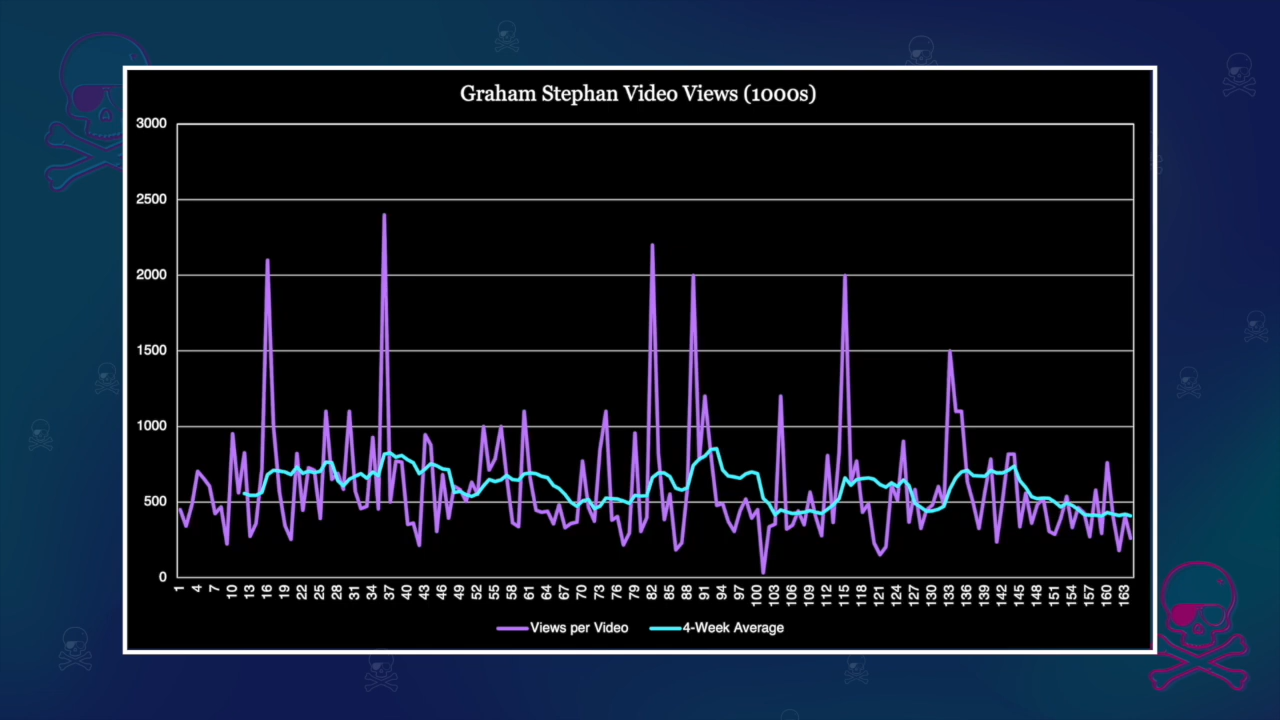 Graham Stephan Video Views (1000s)
3000
2500
2000
1500
1000
500
0
1 4 7 10 13 16 19 22 25 28 31 34 37 40 43 46 49 52 55 58 61 64 67 70 73 76 79 82 85 88 91 94 97 100 103 106 109 112 115 118 121 124 127 130 133 136 139 142 145 148 151 154 157 160 163
Views per Video 4-Week Average